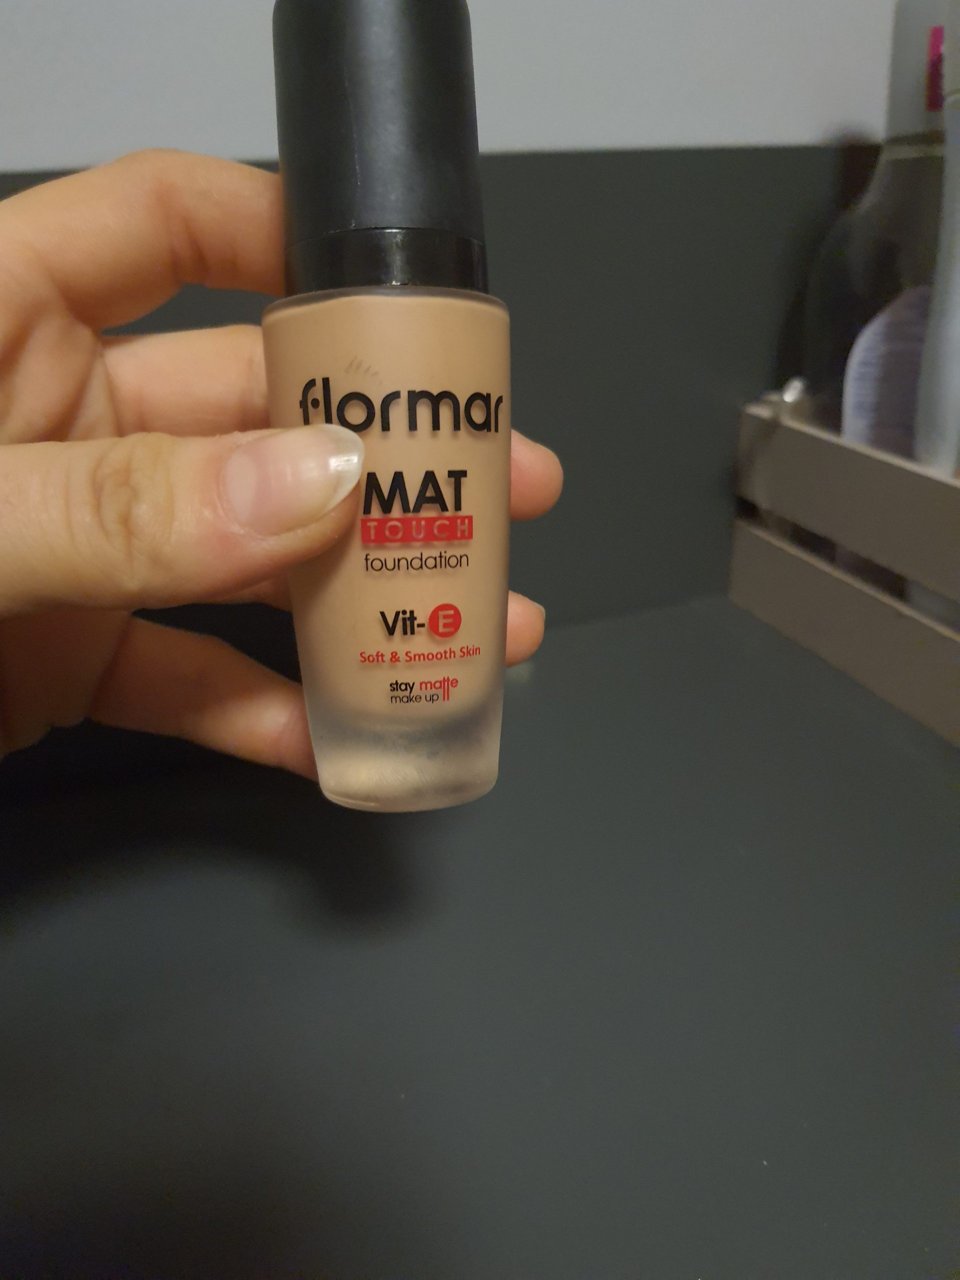 flormar
MAT
TOUCH
foundation
Vit-E
Soft & Smooth Skin
stay matte
make up